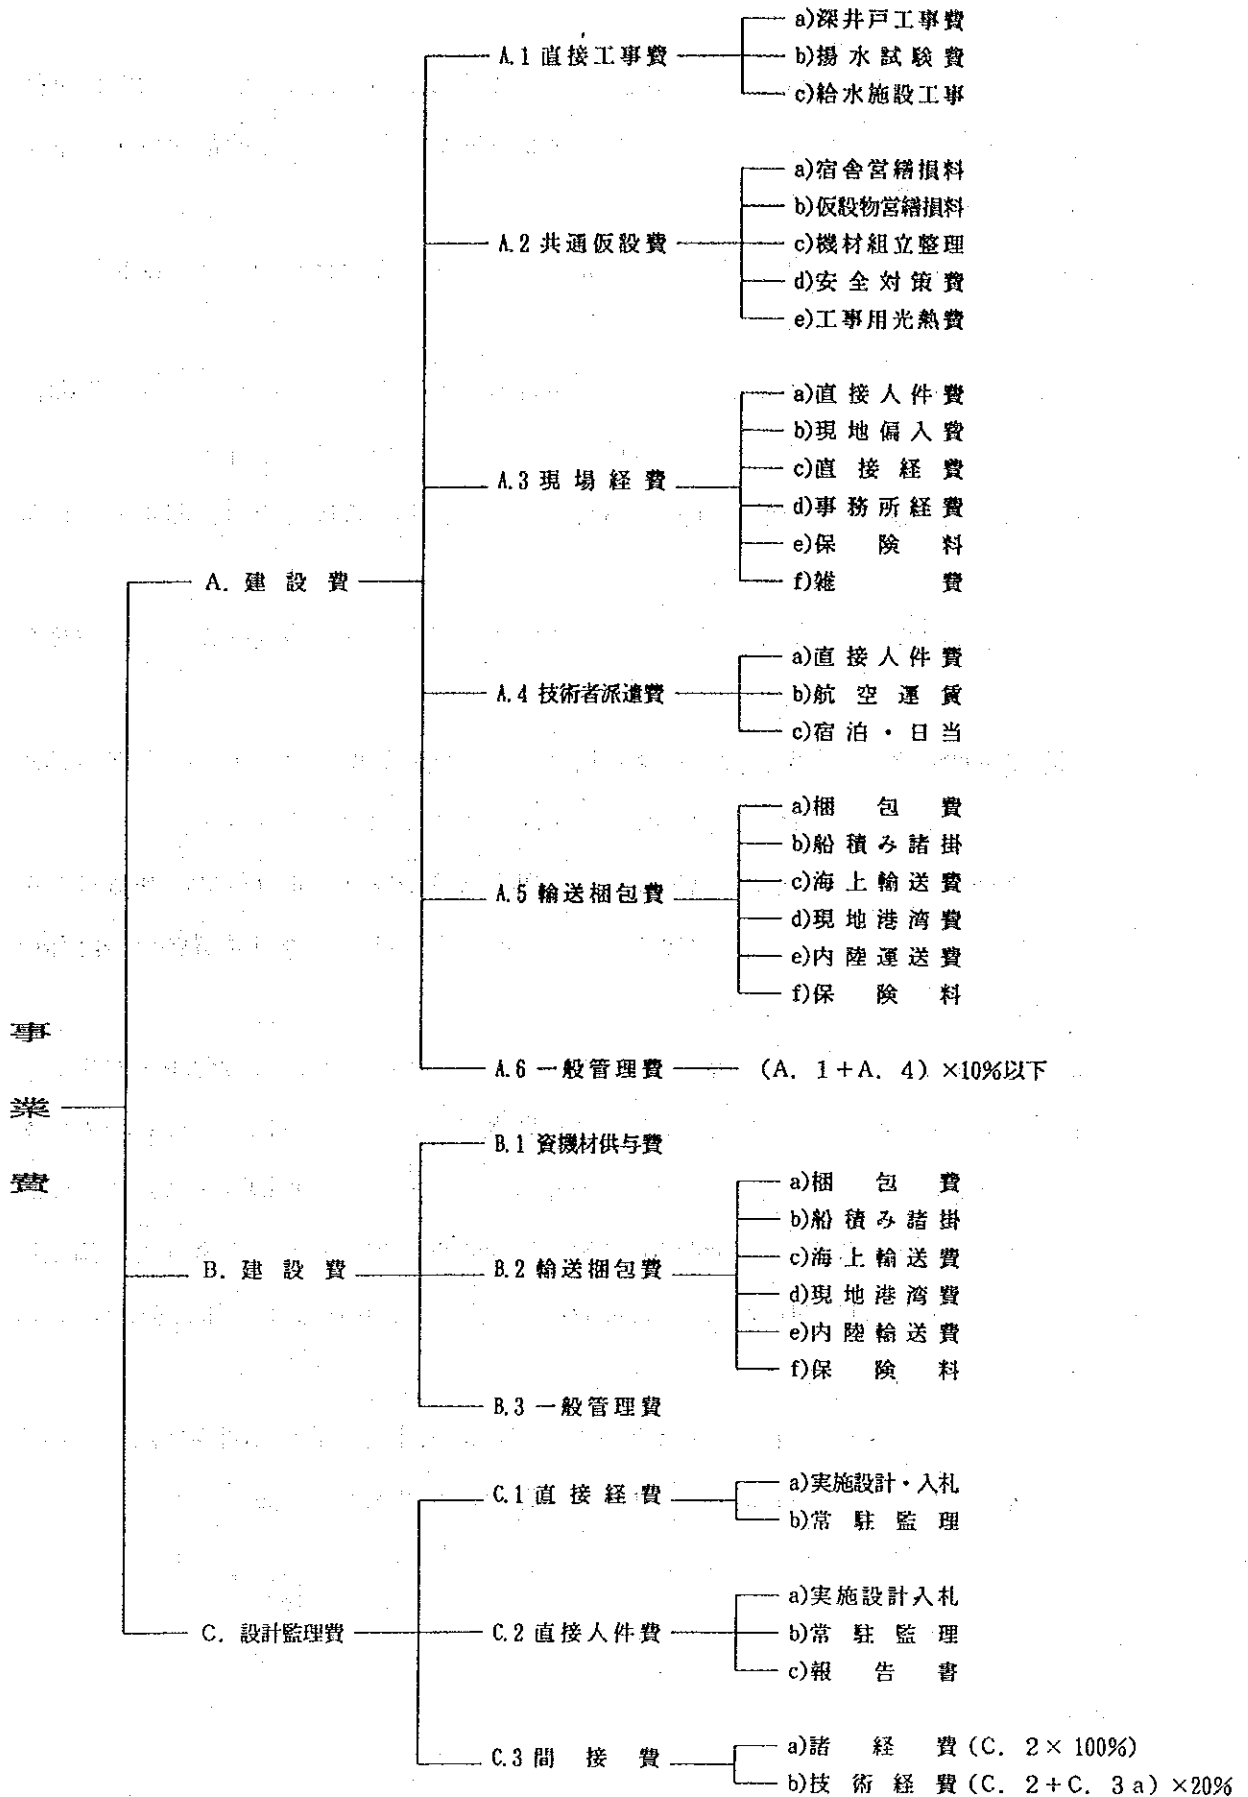 a)深井戸工事費
A.1 直接工事費
b)揚水試験費
c)給水施設工事
a)宿舎営繕損料
b)仮設物営繕損料
A.2 共通仮設費
c)機材組立整理
d)安全対策費
e)工事用光熱費
a)直接人件費
b)現地傭入費
c)直接経費
A.3 現場経費
d)事務所経費
e)保険料
f)雑費
A. 建設費
a)直接人件費
A.4 技術者派遣費
b)航空運賃
c)宿泊・日当
a)梱包費
b)船積み諸掛
c)海上輸送費
A.5 輸送梱包費
d)現地港湾費
e)内陸運送費
f)保険料
事業費
A.6 一般管理費 (A. 1+A. 4) ×10%以下
B.1 資機材供与費
a)梱包費
b)船積み諸掛
c)海上輸送費
B. 建設費
B.2 輸送梱包費
d)現地港湾費
e)内陸輸送費
f)保険料
B.3 一般管理費
a)実施設計・入札
C.1 直接経費
b)常駐監理
a)実施設計入札
C. 設計監理費
C.2 直接人件費
b)常駐監理
c)報告書
a)諸経費 (C. 2× 100%)
C.3 間接費
b)技術経費 (C. 2+C. 3 a) ×20%